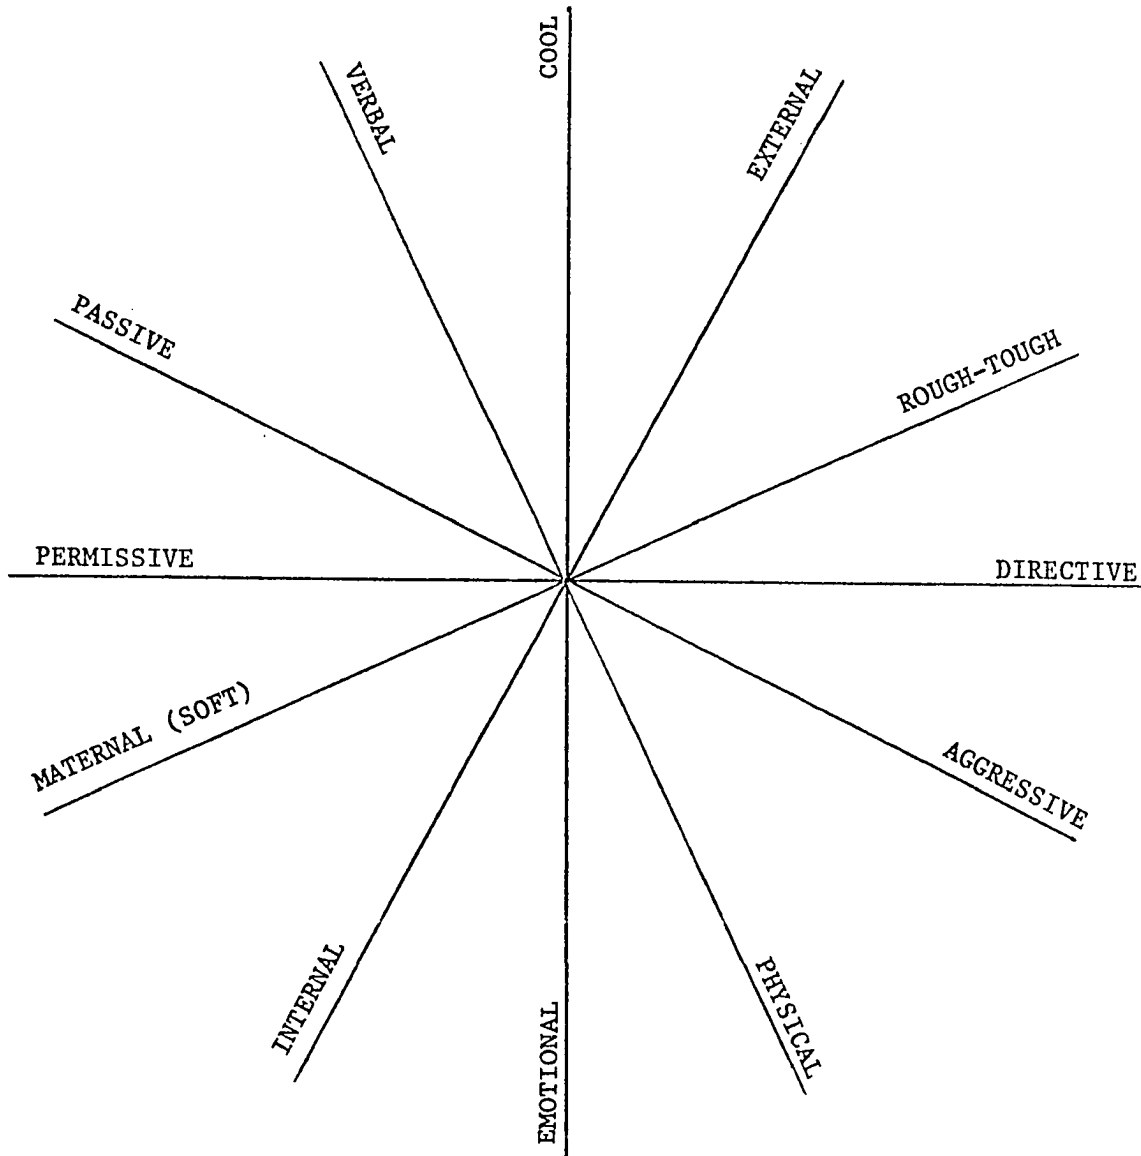 COOL
VERBAL
EXTERNAL
PASSIVE
ROUGH-TOUGH
PERMISSIVE
DIRECTIVE
MATERNAL (SOFT)
AGGRESSIVE
INTERNAL
PHYSICAL
EMOTIONAL